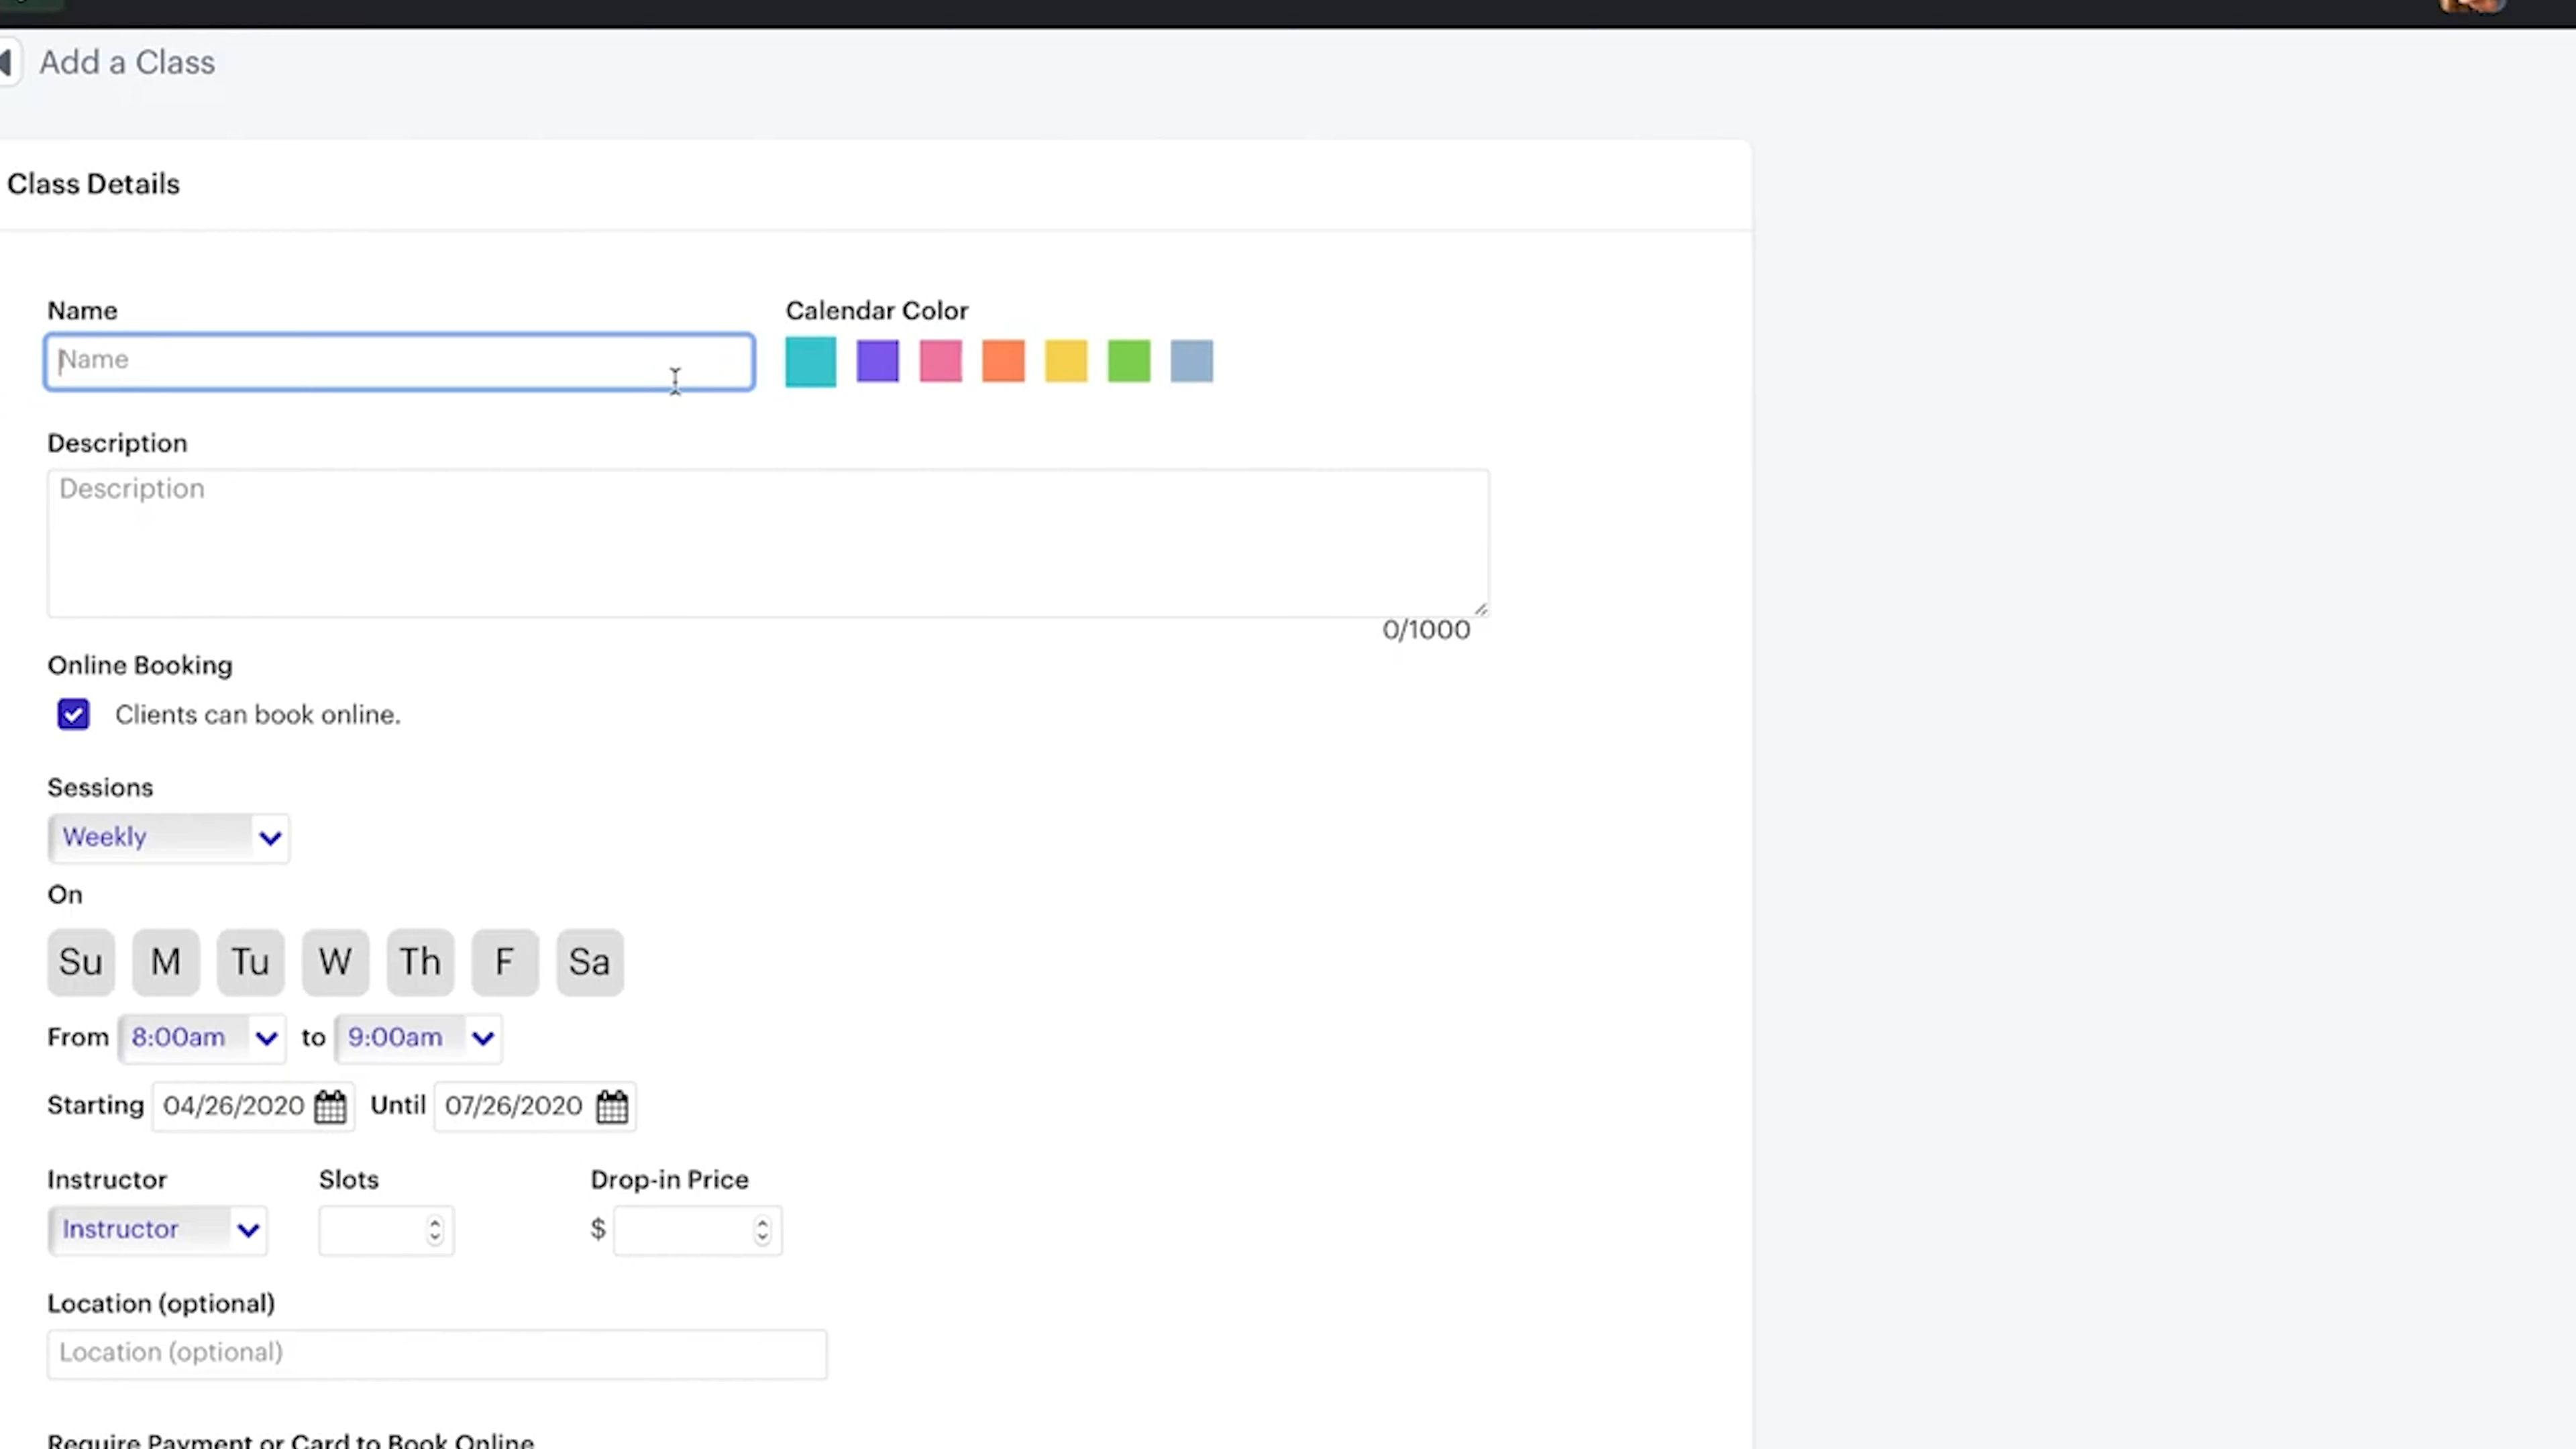 Add a Class
Class Details
Name Calendar Color
Name
Description
Description
0/1000
Online Booking
Clients can book online.
Sessions
Weekly
On
Su M Tu W Th F Sa
From 8:00am to 9:00am
Starting 04/26/2020 Until 07/26/2020
Instructor Slots Drop-in Price
Instructor $
Location (optional)
Location (optional)
Require Payment or Card to Book Online